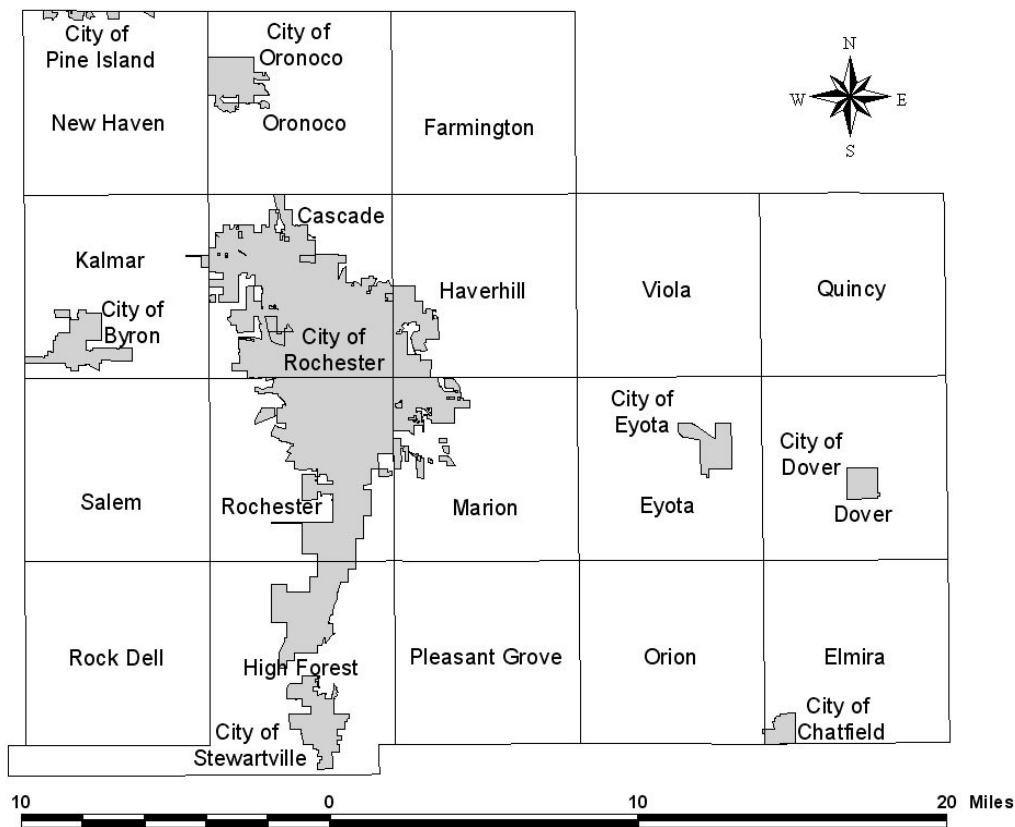 City of
Pine Island
City of
Oronoco
N
W
E
S
New Haven
Oronoco
Farmington
Cascade
Kalmar
Haverhill
Viola
Quincy
City of
Byron
City of
Rochester
City of
Eyota
City of
Dover
Salem
Rochester
Marion
Eyota
Dover
Rock Dell
High Forest
Pleasant Grove
Orion
Elmira
City of
Stewartville
City of
Chatfield
10 0 10 20 Miles